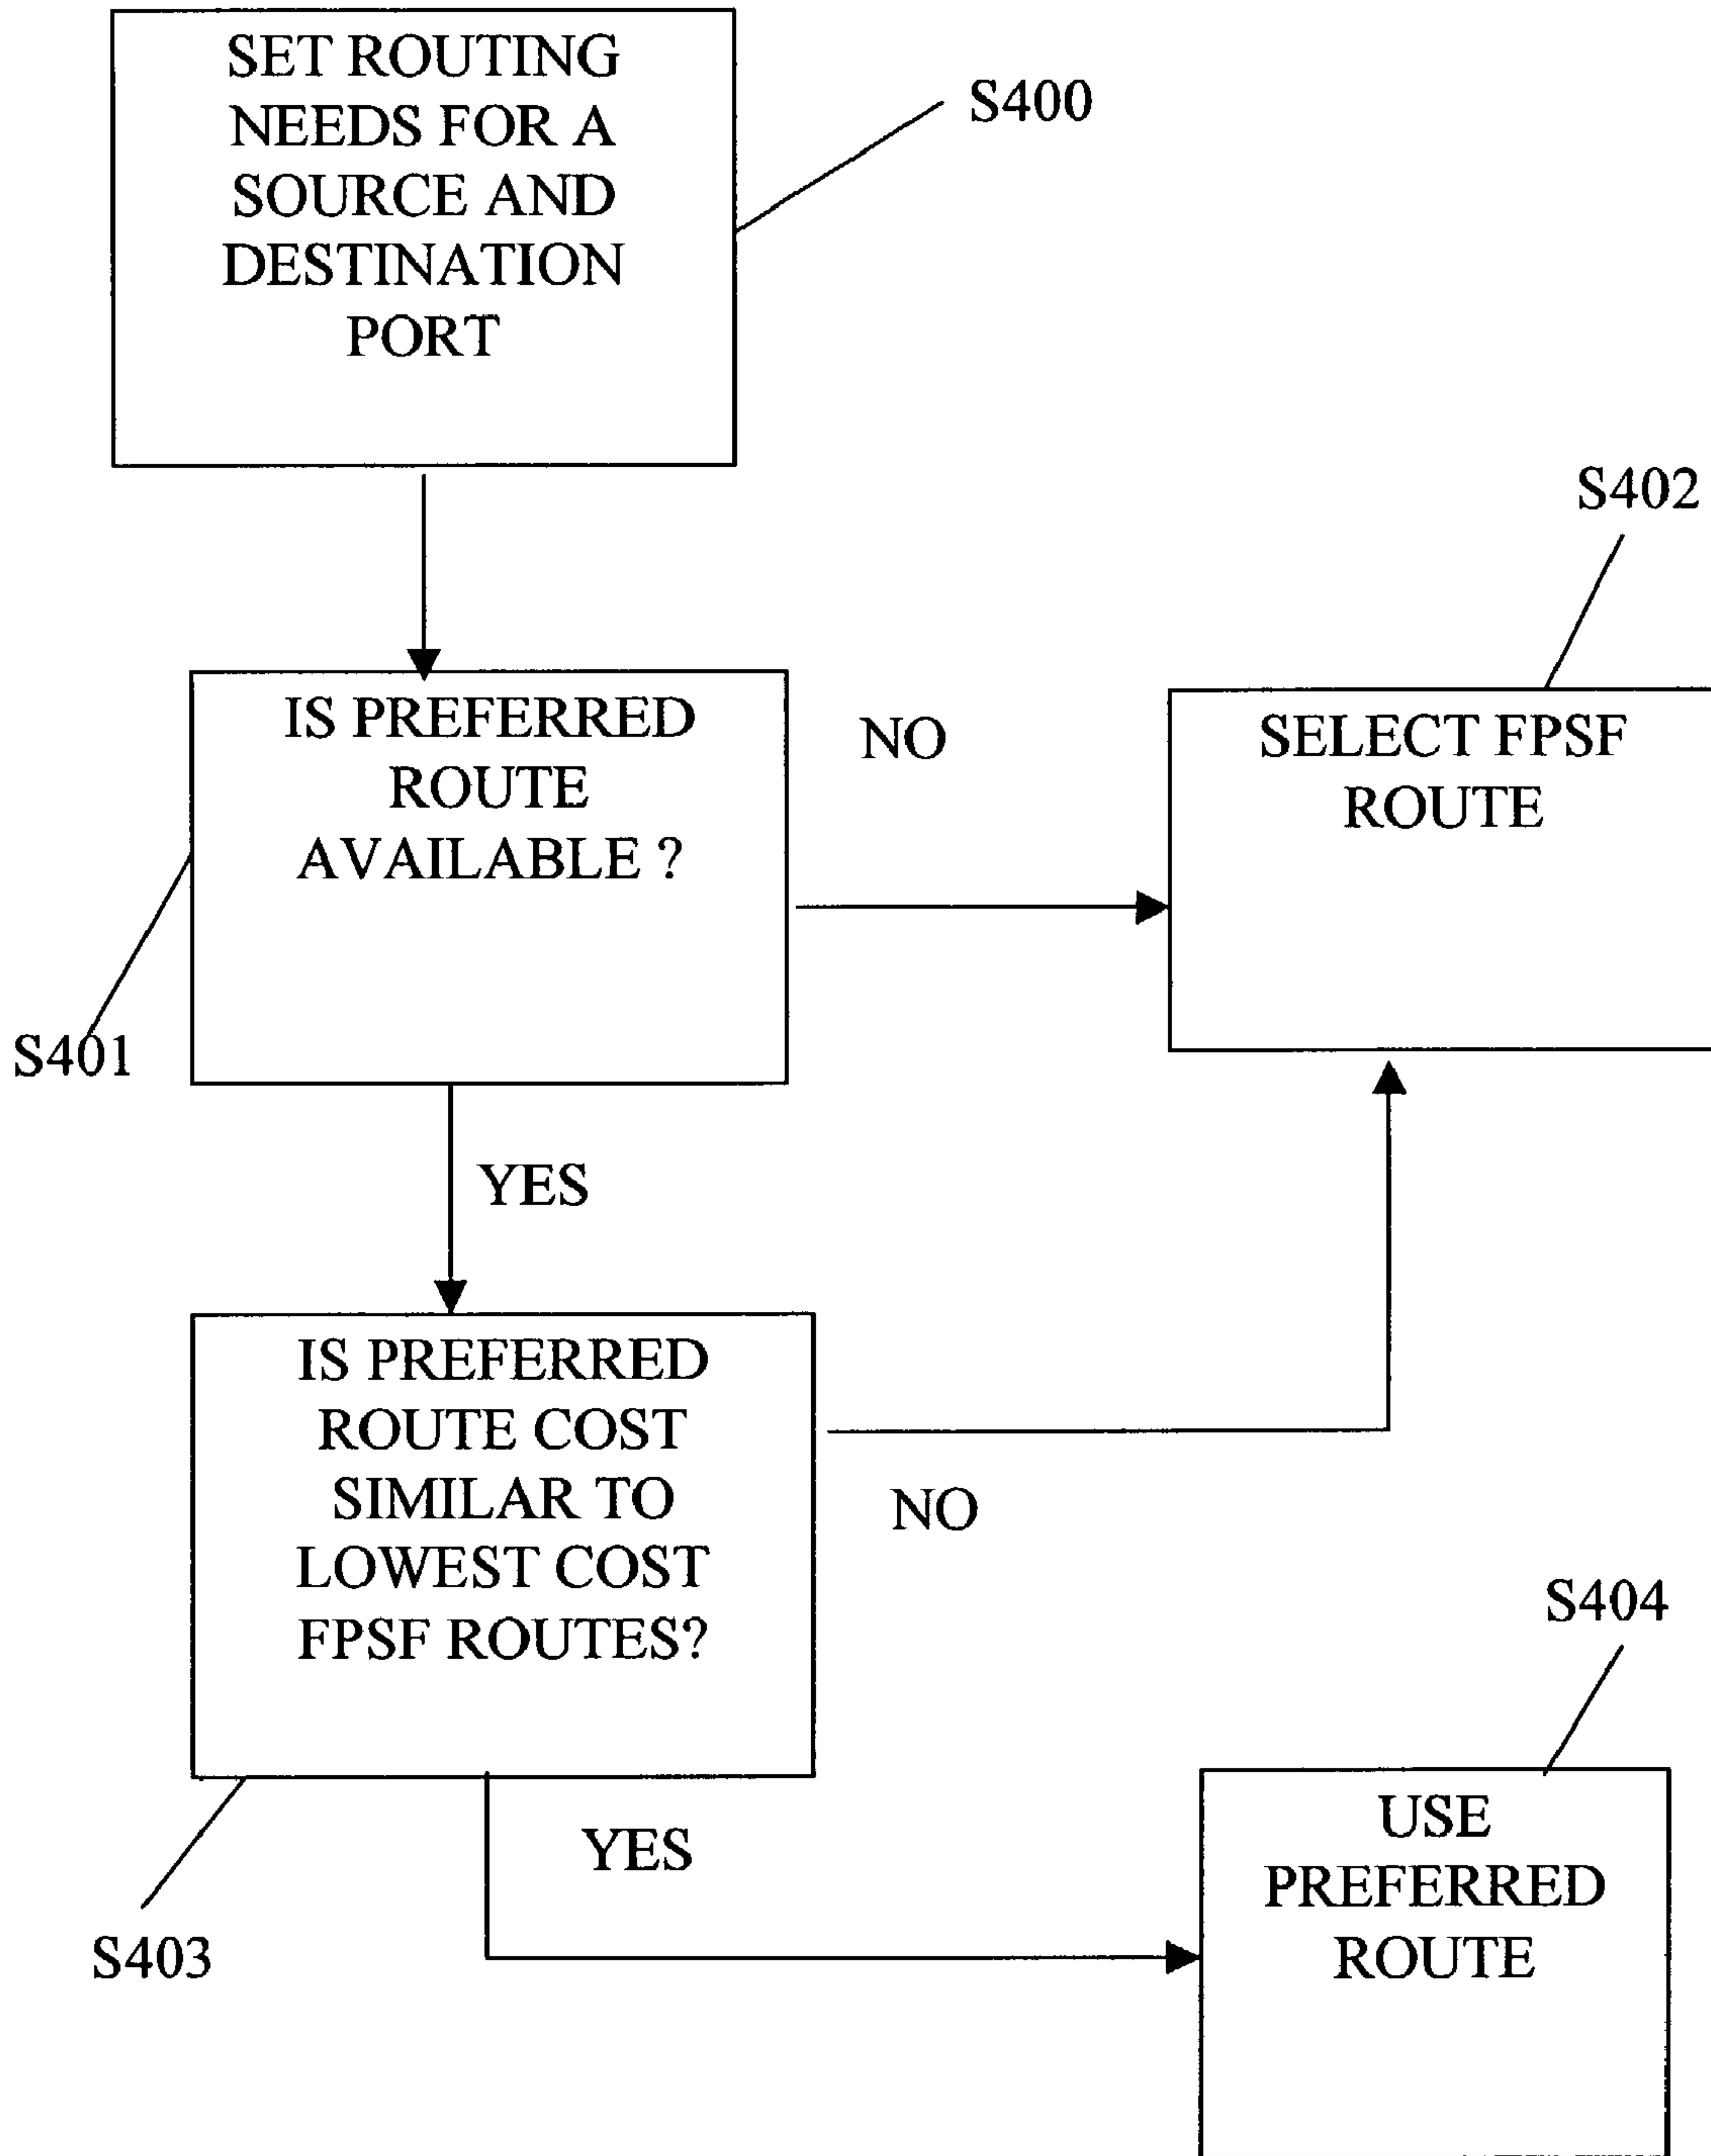 SET ROUTING
NEEDS FOR A
SOURCE AND
DESTINATION
PORT
S400
S402
IS PREFERRED
ROUTE
AVAILABLE ?
NO
SELECT FPSF
ROUTE
S401
YES
IS PREFERRED
ROUTE COST
SIMILAR TO
LOWEST COST
FPSF ROUTES?
NO
S404
YES
USE
PREFERRED
ROUTE
S403